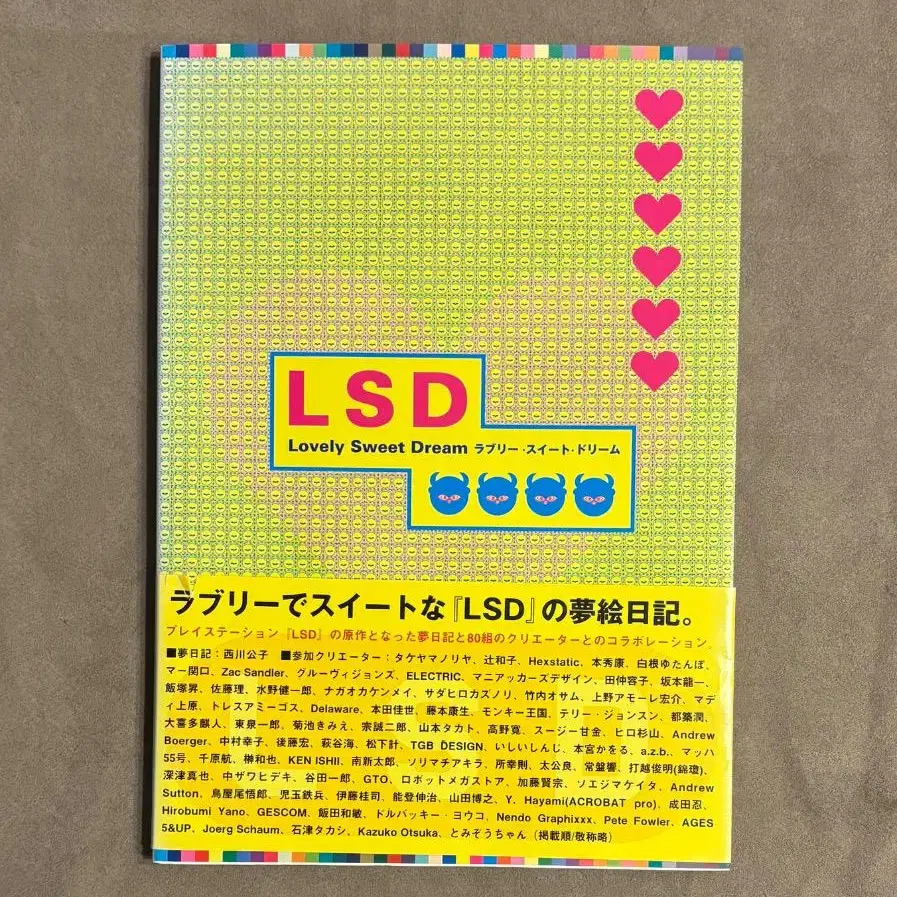 LSD
Lovely Sweet Dream ラブリー・スイート・ドリーム
ラブリーでスイートな『LSD』の夢絵日記。
プレイステーション『LSD』の原作となった夢日記と80組のクリエーターとのコラボレーション。
■夢日記:西川公子 ■参加クリエーター:タケヤマノリヤ、辻和子、Hexstatic、本秀康、白根ゆたんぽ、
マー関口、Zac Sandler、グルーヴィジョンズ、ELECTRIC、マニアッカーズデザイン、田仲容子、坂本龍一、
飯塚昇、佐藤理、水野健一郎、ナガオカケンメイ、サダヒロカズノリ、竹内オサム、上野アモーレ宏介、マデ
ィ上原、トレスアミーゴス、Delaware、本田佳世、藤本康生、モンキー王国、テリー・ジョンスン、都築潤、
大喜多麒人、東泉一郎、菊池きみえ、宗誠二郎、山本タカト、高野寛、スージー甘金、ヒロ杉山、Andrew
Boerger、中村幸子、後藤宏、萩谷海、松下計、TGB DESIGN、いしいしんじ、本宮かをる、a.z.b.、マッハ
55号、千原航、榊和也、KEN ISHII、南新太郎、ソリマチアキラ、所幸則、太公良、常盤響、打越俊明(錦瓊)、
深津真也、中ザワヒデキ、谷田一郎、GTO、ロボットメガストア、加藤賢宗、ソエジマケイタ、Andrew
Sutton、鳥屋尾悟郎、児玉鉄兵、伊藤桂司、能登伸治、山田博之、Y. Hayami(ACROBAT pro)、成田忍、
Hirobumi Yano、GESCOM、飯田和敏、ドルバッキー・ヨウコ、Nendo Graphixxx、Pete Fowler、AGES
5&UP、Joerg Schaum、石津タカシ、Kazuko Otsuka、とみぞうちゃん(掲載順/敬称略)